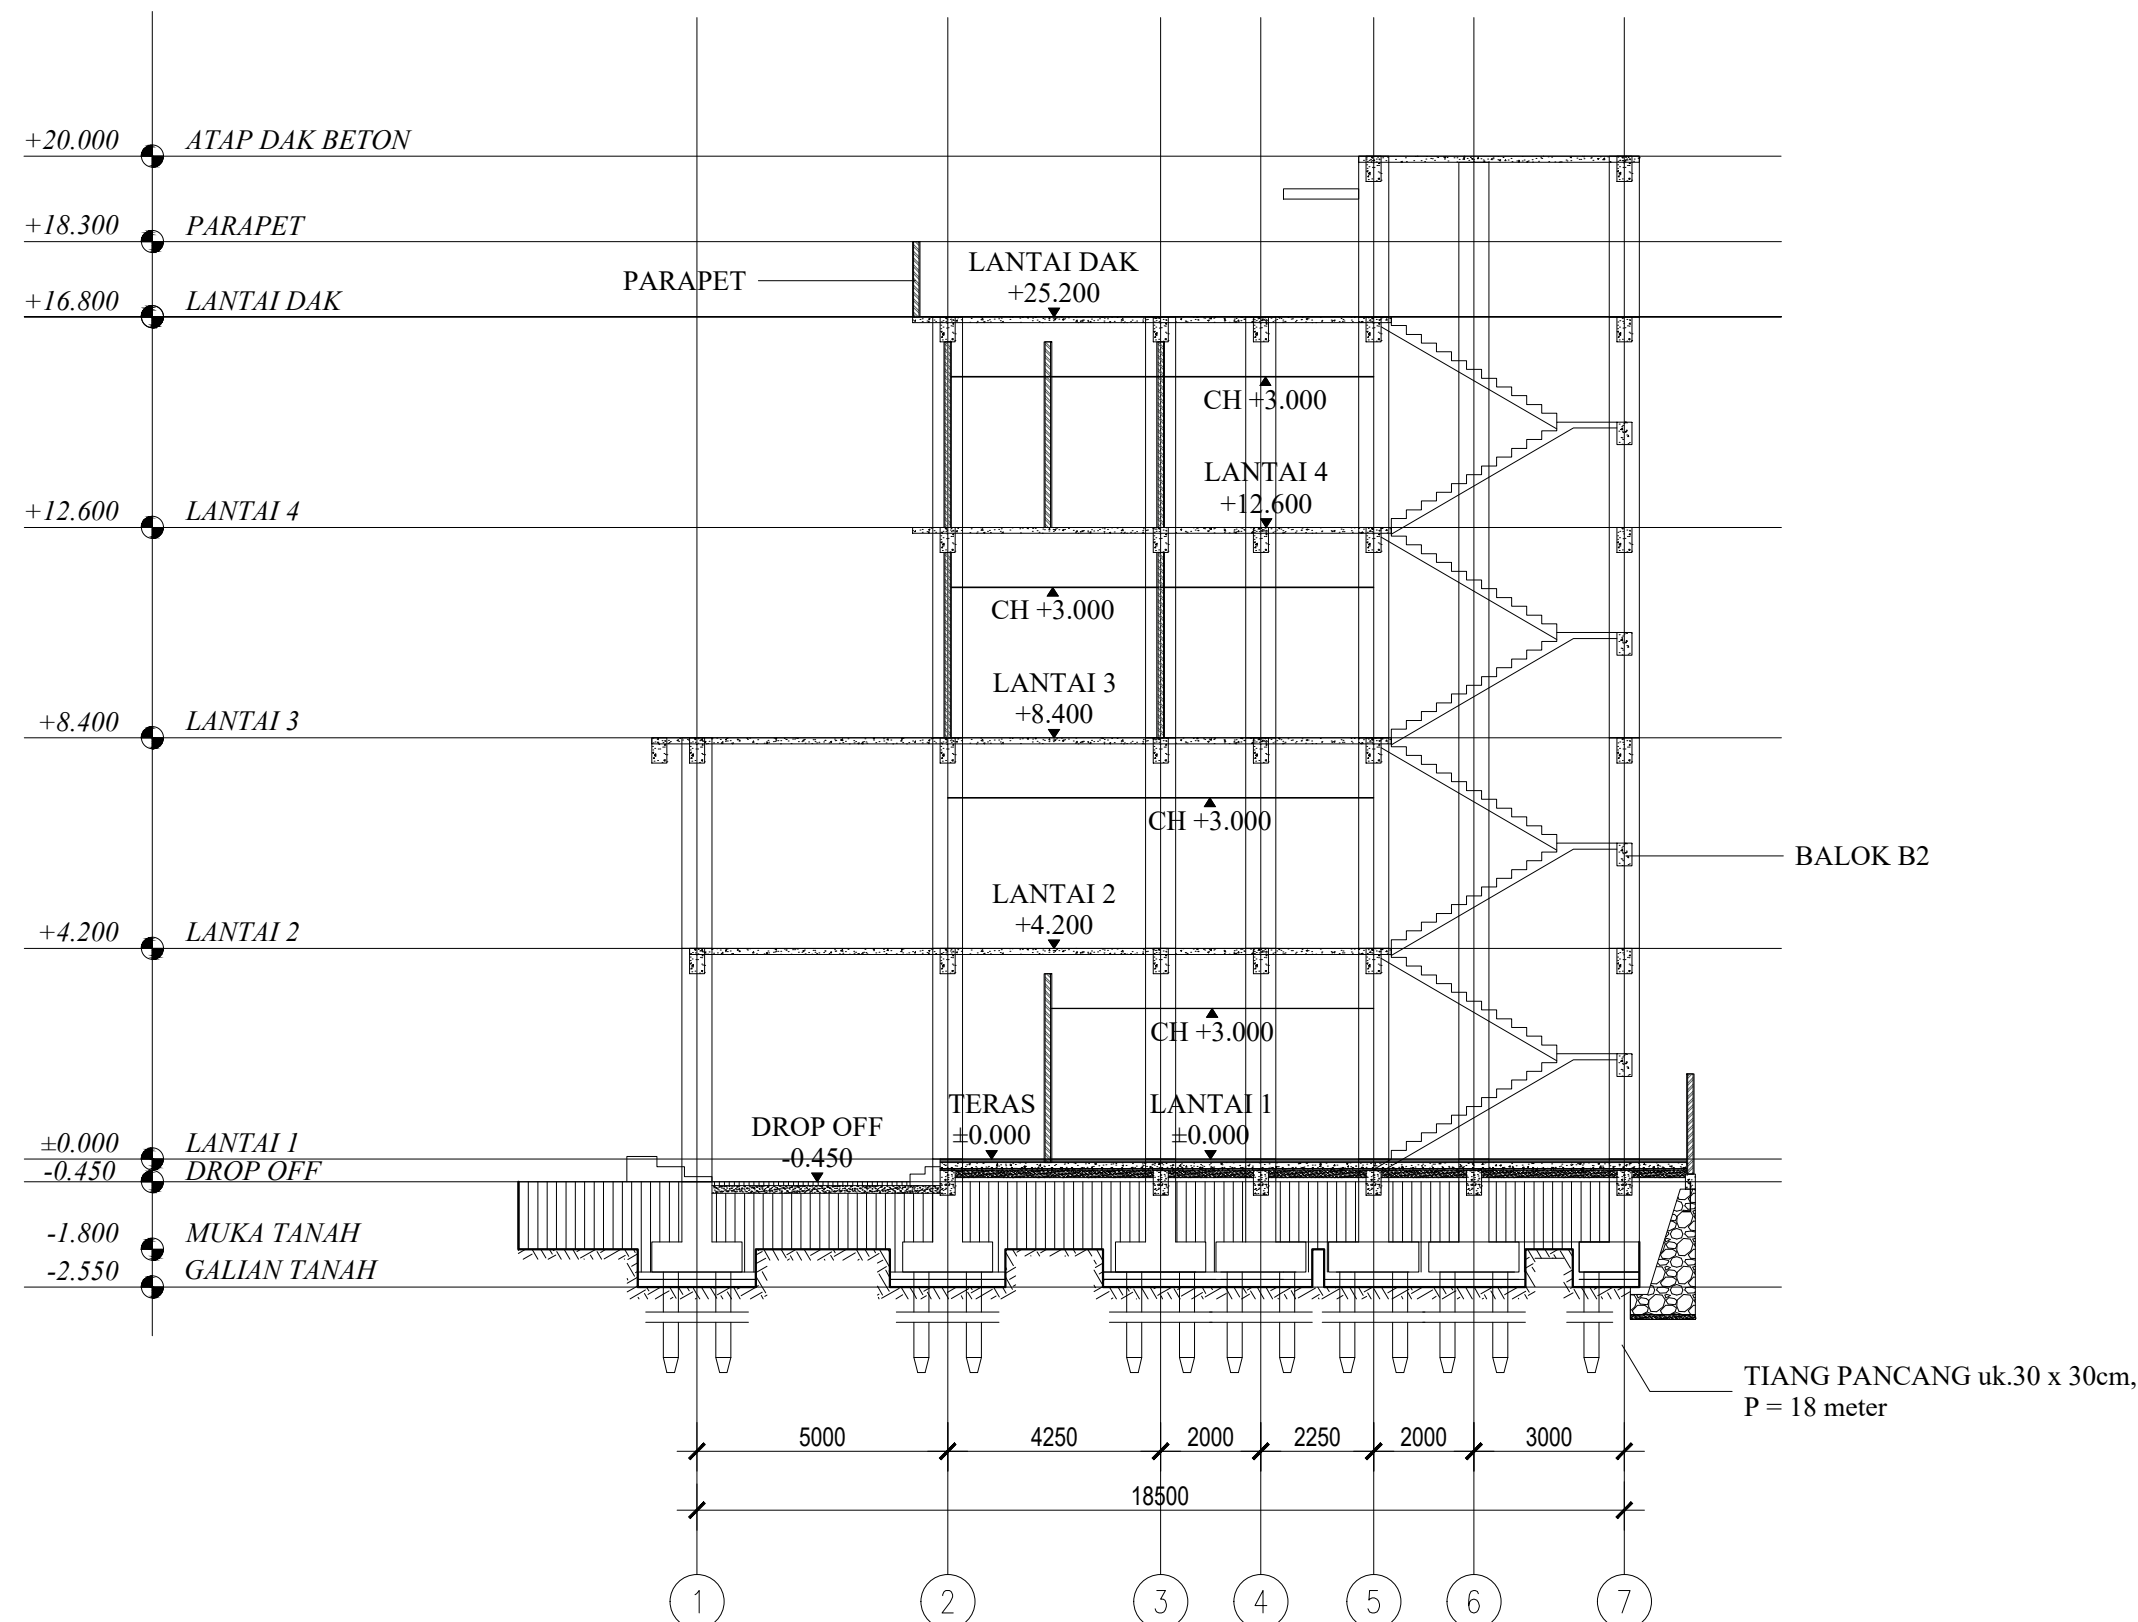 +20.000 ATAP DAK BETON
+18.300 PARAPET
PARAPET
LANTAI DAK
+25.200
+16.800 LANTAI DAK
CH +3.000
LANTAI 4
+12.600
+12.600 LANTAI 4
CH +3.000
LANTAI 3
+8.400
+8.400 LANTAI 3
CH +3.000
BALOK B2
LANTAI 2
+4.200
+4.200 LANTAI 2
CH +3.000
TERAS
±0.000
LANTAI 1
±0.000
DROP OFF
-0.450
±0.000 LANTAI 1
-0.450 DROP OFF
-1.800 MUKA TANAH
-2.550 GALIAN TANAH
TIANG PANCANG uk.30 x 30cm,
P = 18 meter
5000 4250 2000 2250 2000 3000
18500
1 2 3 4 5 6 7